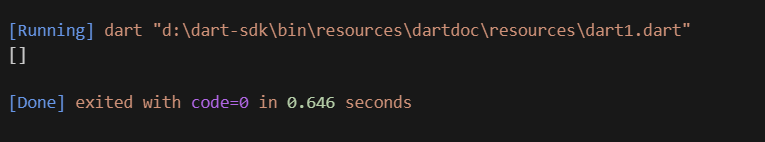 [Running] dart "d:\dart-sdk\bin\resources\dartdoc\resources\dart1.dart"
[]
[Done] exited with code=0 in 0.646 seconds